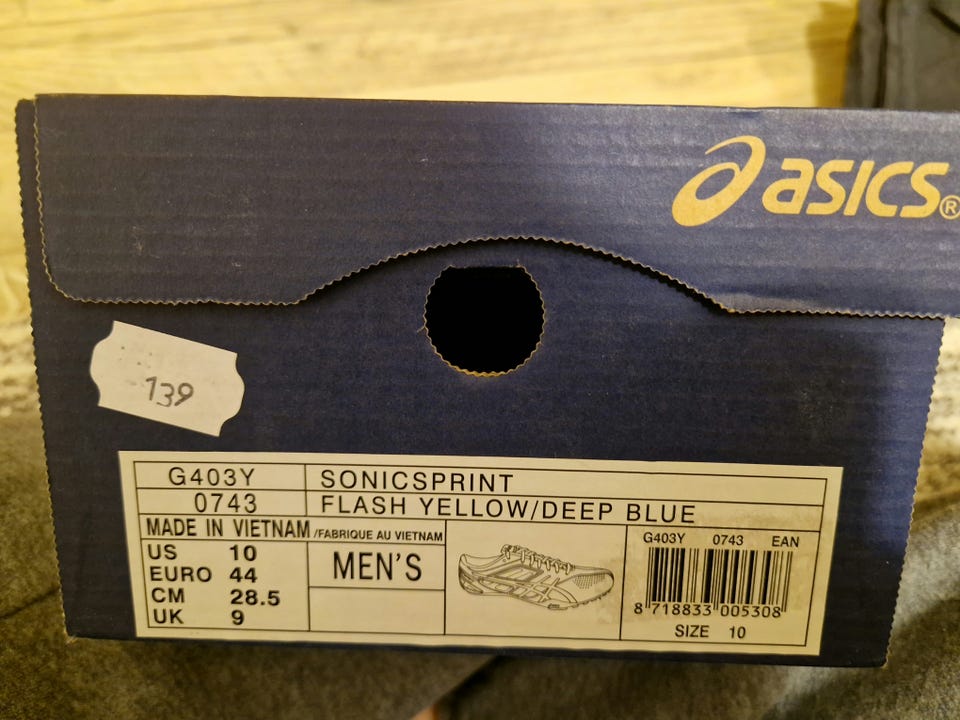 asics®
139
G403Y SONICSPRINT
0743 FLASH YELLOW/DEEP BLUE
MADE IN VIETNAM /FABRIQUE AU VIETNAM
US 10
EURO 44
CM 28.5
UK 9
MEN'S
G403Y 0743 EAN
8 718833 005308
SIZE 10